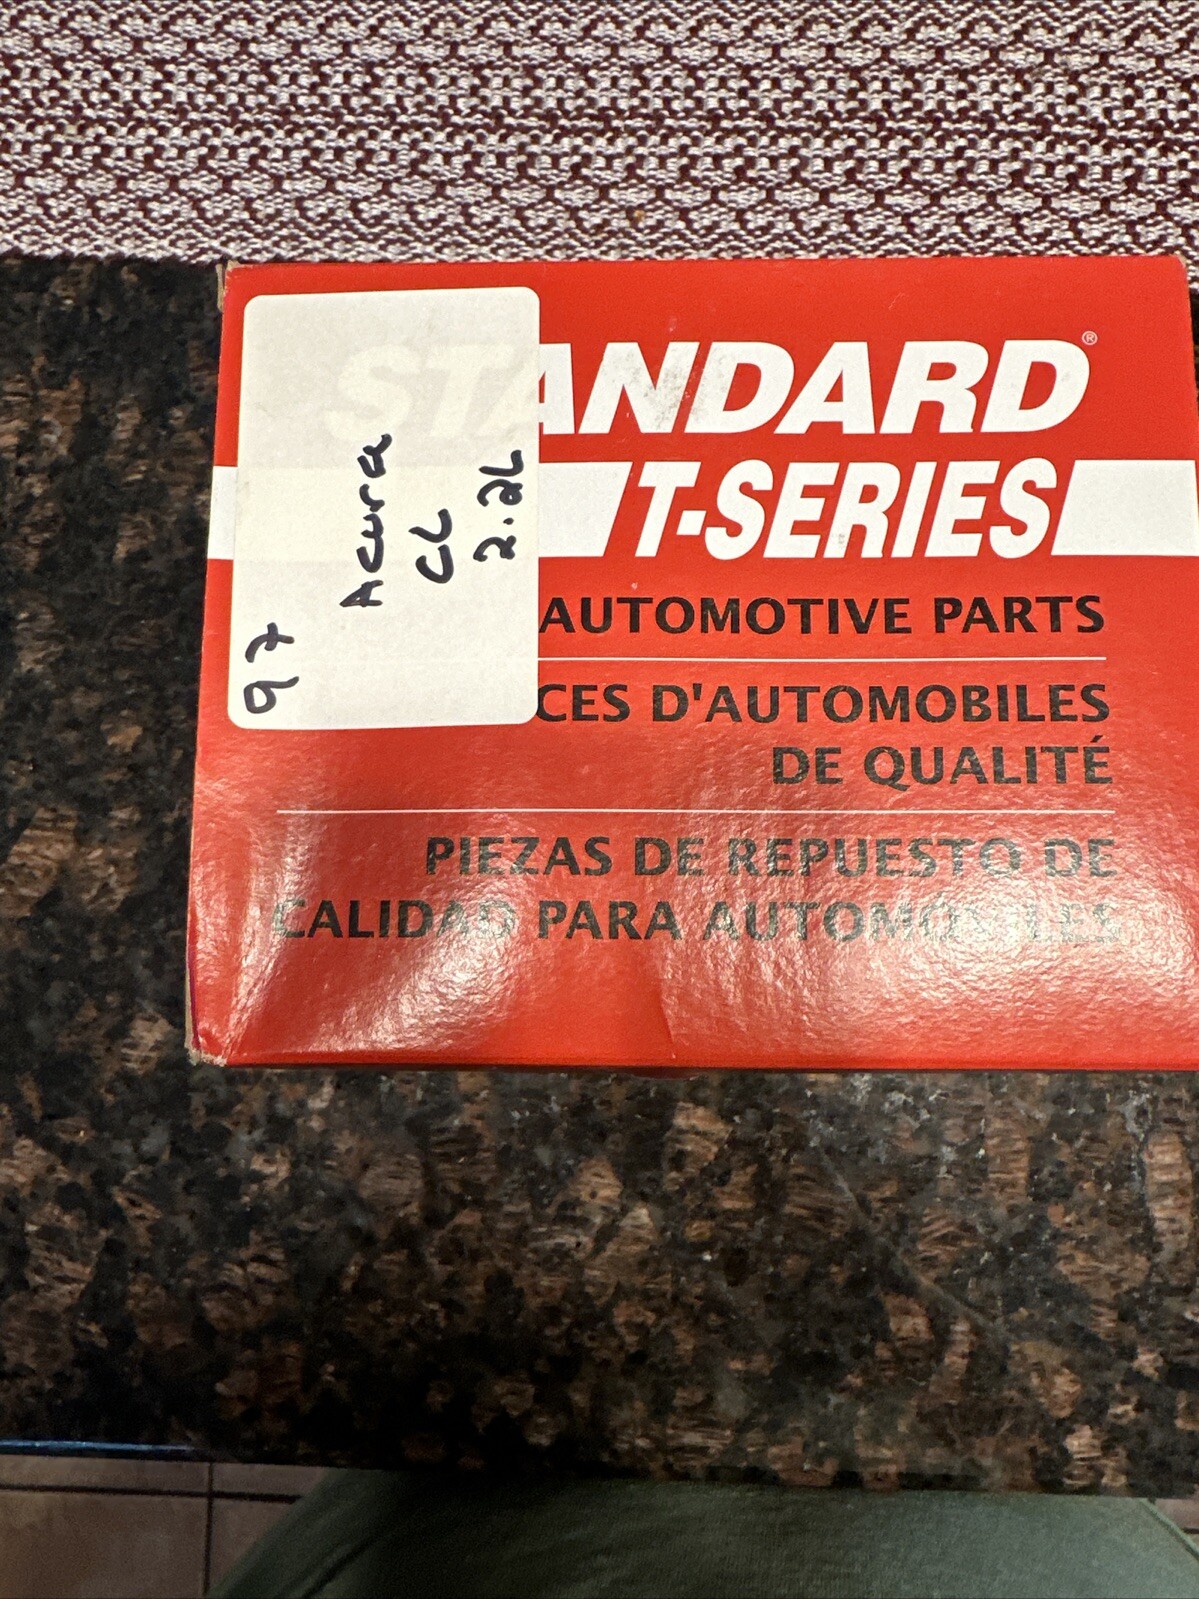 STANDARD®
T-SERIES
AUTOMOTIVE PARTS
CES D'AUTOMOBILES
DE QUALITÉ
PIEZAS DE REPUESTO DE
CALIDAD PARA AUTOMÓVILES
97
Acura
CL
2.2L